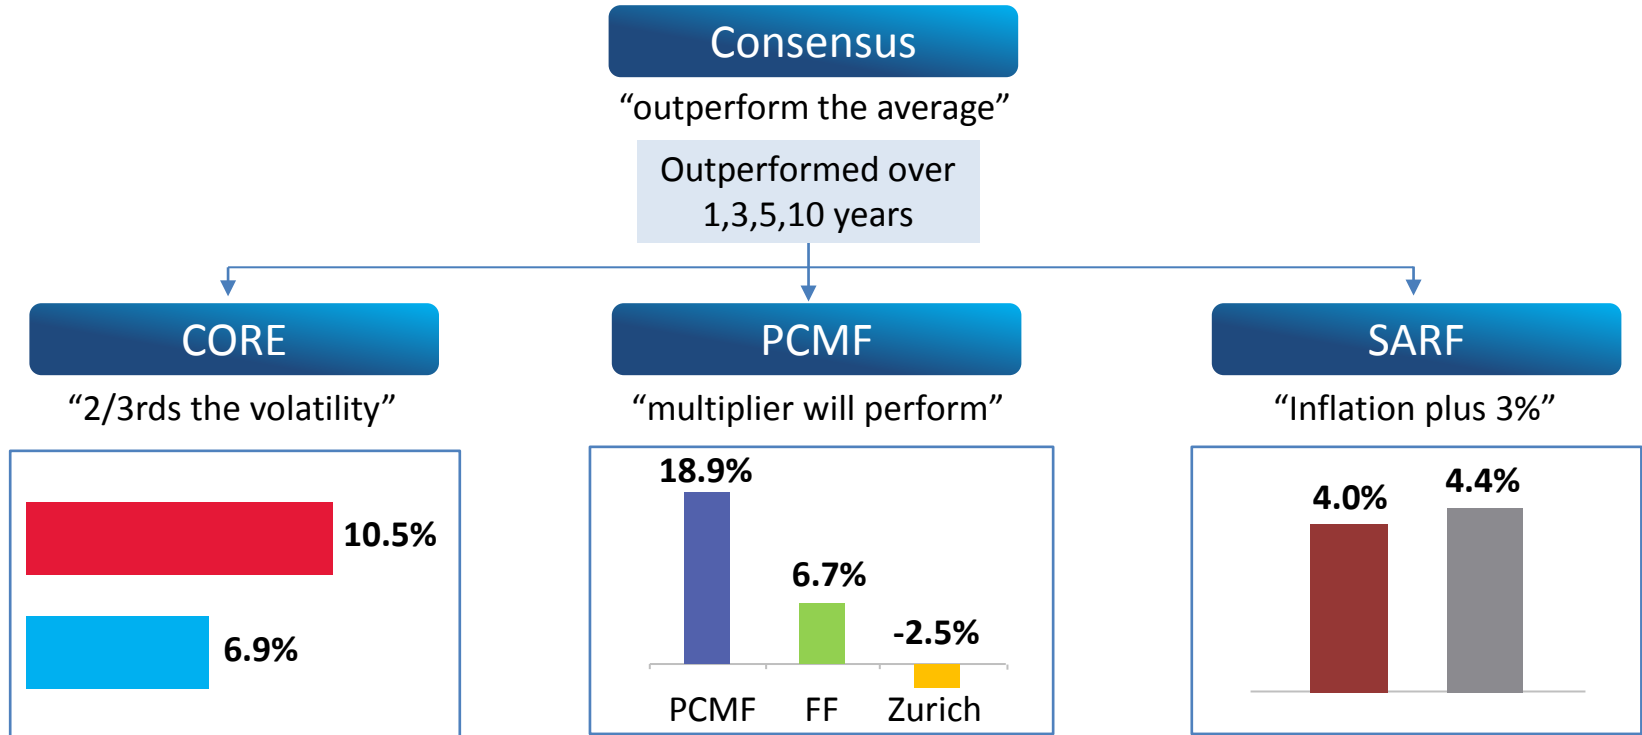 Consensus
“outperform the average”
Outperformed over
1,3,5,10 years
CORE
“2/3rds the volatility”
10.5%
6.9%
PCMF
“multiplier will perform”
18.9%
6.7%
-2.5%
PCMF FF Zurich
SARF
“Inflation plus 3%”
4.0%
4.4%